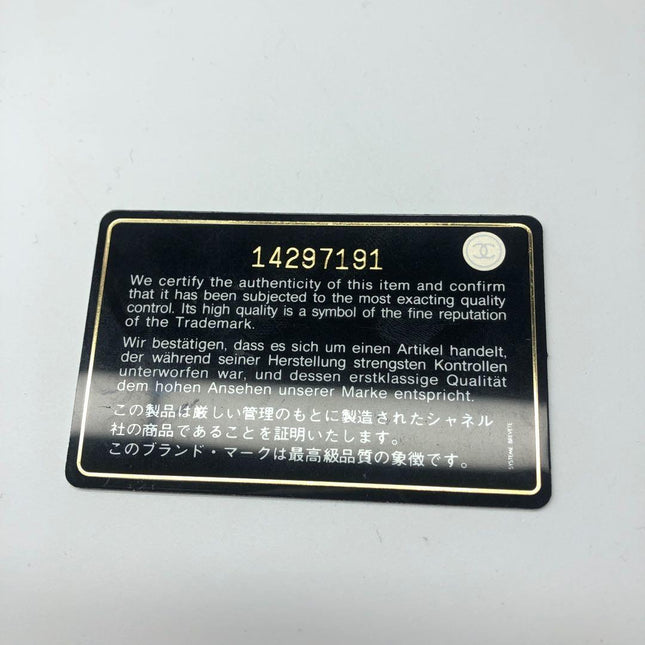 14297191
We certify the authenticity of this item and confirm
that it has been subjected to the most exacting quality
control. Its high quality is a symbol of the fine reputation
of the Trademark.
Wir bestätigen, dass es sich um einen Artikel handelt,
der während seiner Herstellung strengsten Kontrollen
unterworfen war, und dessen erstklassige Qualität
dem hohen Ansehen unserer Marke entspricht.
この製品は厳しい管理のもとに製造されたシャネル
社の商品であることを証明いたします。
このブランド・マークは最高級品質の象徴です。
SYSTEME BREVETE